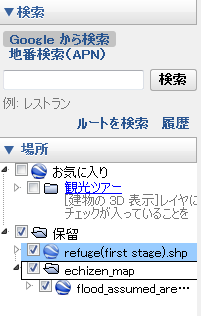 検索
Google から検索
地番検索(APN)
検索
例: レストラン
ルートを検索 履歴
場所
お気に入り
観光ツアー
[建物の 3D 表示]レイヤに
チェックが入っていることを
保留
refuge(first stage).shp
echizen_map
flood_assumed_are…